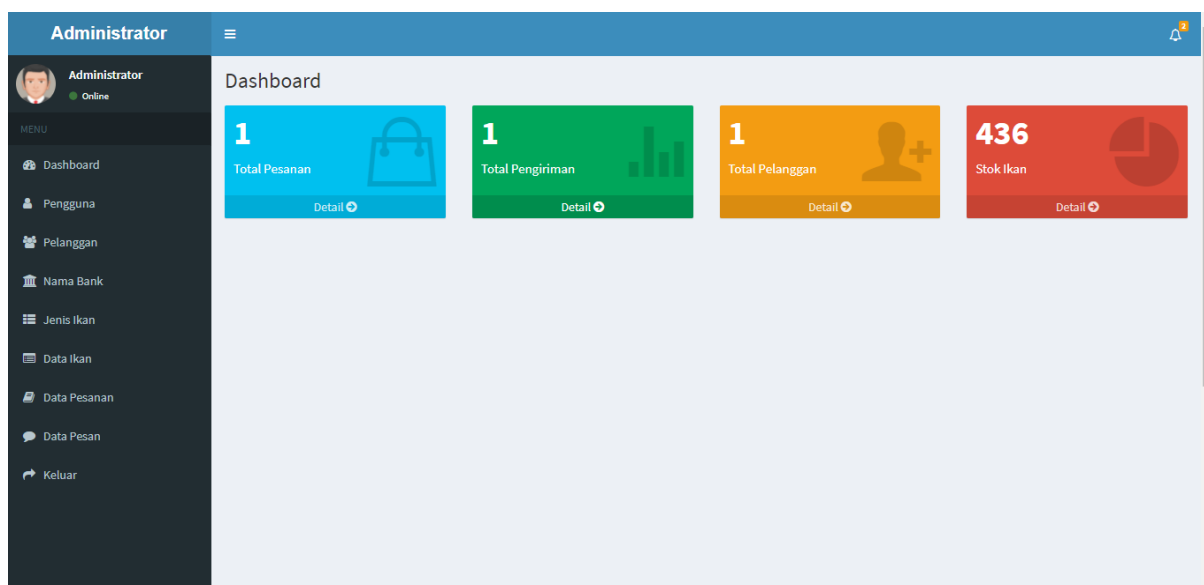 Administrator
2
Administrator
Online
MENU
Dashboard
Pengguna
Pelanggan
Nama Bank
Jenis Ikan
Data Ikan
Data Pesanan
Data Pesan
Keluar
Dashboard
1
Total Pesanan
Detail
1
Total Pengiriman
Detail
1
Total Pelanggan
Detail
436
Stok Ikan
Detail